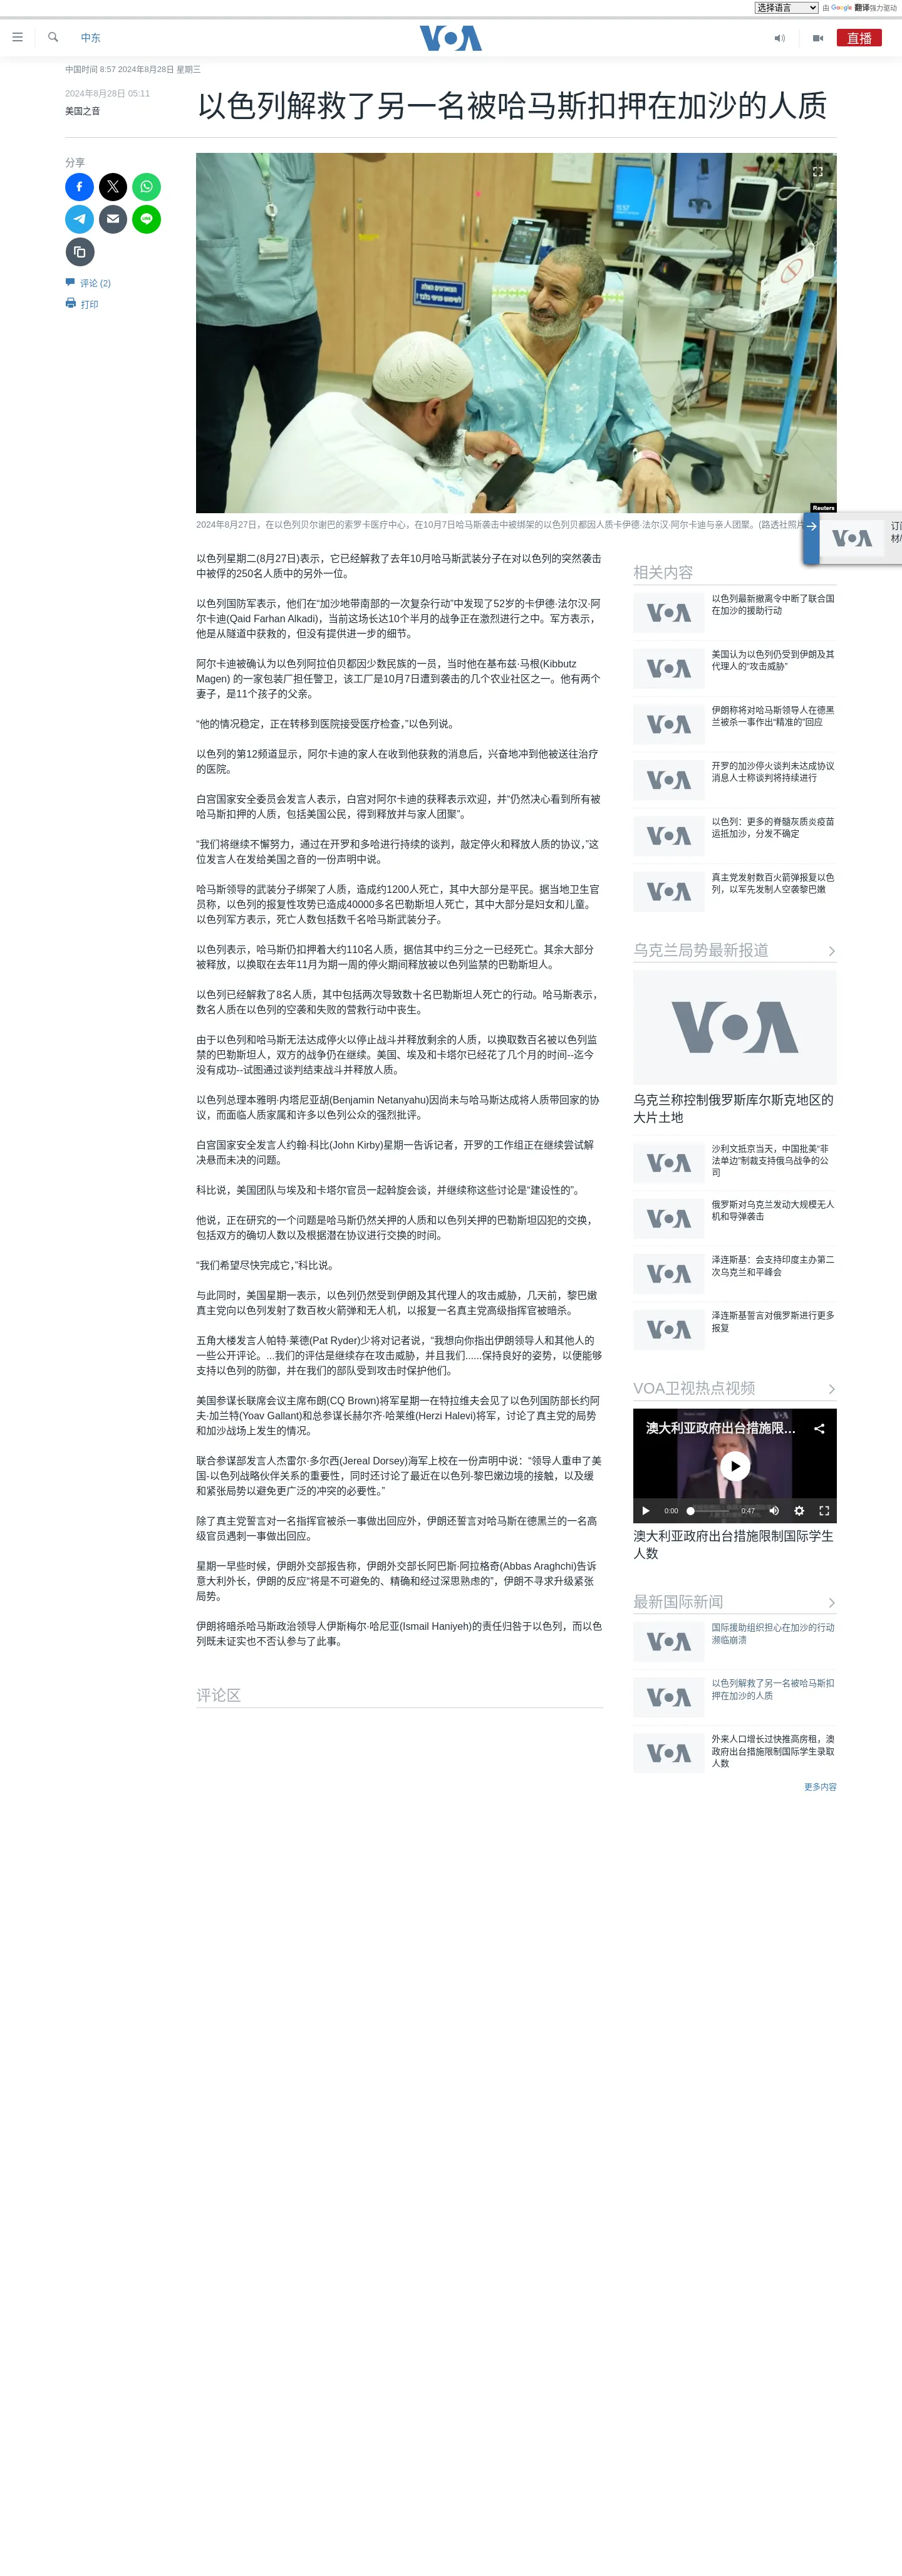 选择语言
由 Google 翻译强力驱动
中东
VOA
直播
中国时间 8:57 2024年8月28日 星期三
2024年8月28日 05:11
美国之音
以色列解救了另一名被哈马斯扣押在加沙的人质
分享
评论 (2)
打印
Reuters
2024年8月27日，在以色列贝尔谢巴的索罗卡医疗中心，在10月7日哈马斯袭击中被绑架的以色列贝都因人质卡伊德·法尔汉·阿尔卡迪与亲人团聚。(路透社照片
订阅
材/
以色列星期二(8月27日)表示，它已经解救了去年10月哈马斯武装分子在对以色列的突然袭击
中被俘的250名人质中的另外一位。
以色列国防军表示，他们在“加沙地带南部的一次复杂行动”中发现了52岁的卡伊德·法尔汉·阿
尔卡迪(Qaid Farhan Alkadi)，当前这场长达10个半月的战争正在激烈进行之中。军方表示，
他是从隧道中获救的，但没有提供进一步的细节。
阿尔卡迪被确认为以色列阿拉伯贝都因少数民族的一员，当时他在基布兹·马根(Kibbutz
Magen) 的一家包装厂担任警卫，该工厂是10月7日遭到袭击的几个农业社区之一。他有两个
妻子，是11个孩子的父亲。
“他的情况稳定，正在转移到医院接受医疗检查，”以色列说。
以色列的第12频道显示，阿尔卡迪的家人在收到他获救的消息后，兴奋地冲到他被送往治疗
的医院。
白宫国家安全委员会发言人表示，白宫对阿尔卡迪的获释表示欢迎，并“仍然决心看到所有被
哈马斯扣押的人质，包括美国公民，得到释放并与家人团聚”。
“我们将继续不懈努力，通过在开罗和多哈进行持续的谈判，敲定停火和释放人质的协议，”这
位发言人在发给美国之音的一份声明中说。
哈马斯领导的武装分子绑架了人质，造成约1200人死亡，其中大部分是平民。据当地卫生官
员称，以色列的报复性攻势已造成40000多名巴勒斯坦人死亡，其中大部分是妇女和儿童。
以色列军方表示，死亡人数包括数千名哈马斯武装分子。
以色列表示，哈马斯仍扣押着大约110名人质，据信其中约三分之一已经死亡。其余大部分
被释放，以换取在去年11月为期一周的停火期间释放被以色列监禁的巴勒斯坦人。
以色列已经解救了8名人质，其中包括两次导致数十名巴勒斯坦人死亡的行动。哈马斯表示，
数名人质在以色列的空袭和失败的营救行动中丧生。
由于以色列和哈马斯无法达成停火以停止战斗并释放剩余的人质，以换取数百名被以色列监
禁的巴勒斯坦人，双方的战争仍在继续。美国、埃及和卡塔尔已经花了几个月的时间--迄今
没有成功--试图通过谈判结束战斗并释放人质。
以色列总理本雅明·内塔尼亚胡(Benjamin Netanyahu)因尚未与哈马斯达成将人质带回家的协
议，而面临人质家属和许多以色列公众的强烈批评。
白宫国家安全发言人约翰·科比(John Kirby)星期一告诉记者，开罗的工作组正在继续尝试解
决悬而未决的问题。
科比说，美国团队与埃及和卡塔尔官员一起斡旋会谈，并继续称这些讨论是“建设性的”。
他说，正在研究的一个问题是哈马斯仍然关押的人质和以色列关押的巴勒斯坦囚犯的交换，
包括双方的确切人数以及根据潜在协议进行交换的时间。
“我们希望尽快完成它，”科比说。
与此同时，美国星期一表示，以色列仍然受到伊朗及其代理人的攻击威胁，几天前，黎巴嫩
真主党向以色列发射了数百枚火箭弹和无人机，以报复一名真主党高级指挥官被暗杀。
五角大楼发言人帕特·莱德(Pat Ryder)少将对记者说，“我想向你指出伊朗领导人和其他人的
一些公开评论。...我们的评估是继续存在攻击威胁，并且我们......保持良好的姿势，以便能够
支持以色列的防御，并在我们的部队受到攻击时保护他们。
美国参谋长联席会议主席布朗(CQ Brown)将军星期一在特拉维夫会见了以色列国防部长约阿
夫·加兰特(Yoav Gallant)和总参谋长赫尔齐·哈莱维(Herzi Halevi)将军，讨论了真主党的局势
和加沙战场上发生的情况。
联合参谋部发言人杰雷尔·多尔西(Jereal Dorsey)海军上校在一份声明中说：“领导人重申了美
国-以色列战略伙伴关系的重要性，同时还讨论了最近在以色列-黎巴嫩边境的接触，以及缓
和紧张局势以避免更广泛的冲突的必要性。”
除了真主党誓言对一名指挥官被杀一事做出回应外，伊朗还誓言对哈马斯在德黑兰的一名高
级官员遇刺一事做出回应。
星期一早些时候，伊朗外交部报告称，伊朗外交部长阿巴斯·阿拉格奇(Abbas Araghchi)告诉
意大利外长，伊朗的反应“将是不可避免的、精确和经过深思熟虑的”，伊朗不寻求升级紧张
局势。
伊朗将暗杀哈马斯政治领导人伊斯梅尔·哈尼亚(Ismail Haniyeh)的责任归咎于以色列，而以色
列既未证实也不否认参与了此事。
评论区
相关内容
以色列最新撤离令中断了联合国
在加沙的援助行动
美国认为以色列仍受到伊朗及其
代理人的“攻击威胁”
伊朗称将对哈马斯领导人在德黑
兰被杀一事作出“精准的”回应
开罗的加沙停火谈判未达成协议
消息人士称谈判将持续进行
以色列：更多的脊髓灰质炎疫苗
运抵加沙，分发不确定
真主党发射数百火箭弹报复以色
列，以军先发制人空袭黎巴嫩
乌克兰局势最新报道
乌克兰称控制俄罗斯库尔斯克地区的
大片土地
沙利文抵京当天，中国批美“非
法单边”制裁支持俄乌战争的公
司
俄罗斯对乌克兰发动大规模无人
机和导弹袭击
泽连斯基：会支持印度主办第二
次乌克兰和平峰会
泽连斯基誓言对俄罗斯进行更多
报复
VOA卫视热点视频
澳大利亚政府出台措施限...
0:00
0:47
澳大利亚政府出台措施限制国际学生
人数
最新国际新闻
国际援助组织担心在加沙的行动
濒临崩溃
以色列解救了另一名被哈马斯扣
押在加沙的人质
外来人口增长过快推高房租，澳
政府出台措施限制国际学生录取
人数
更多内容